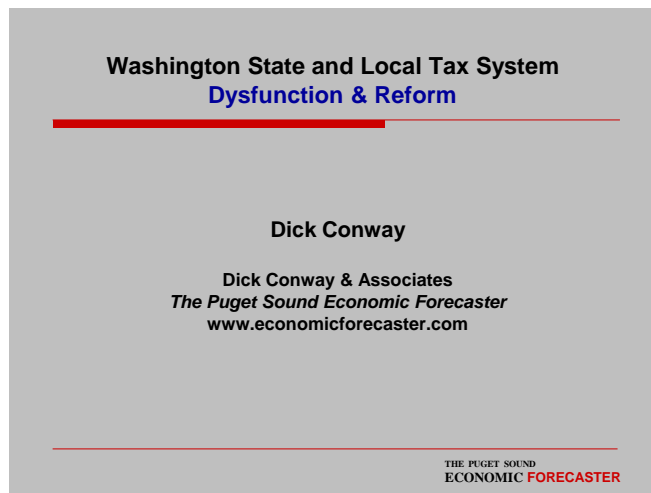 Washington State and Local Tax System
Dysfunction & Reform
Dick Conway
Dick Conway & Associates
The Puget Sound Economic Forecaster
www.economicforecaster.com
THE PUGET SOUND
ECONOMIC FORECASTER